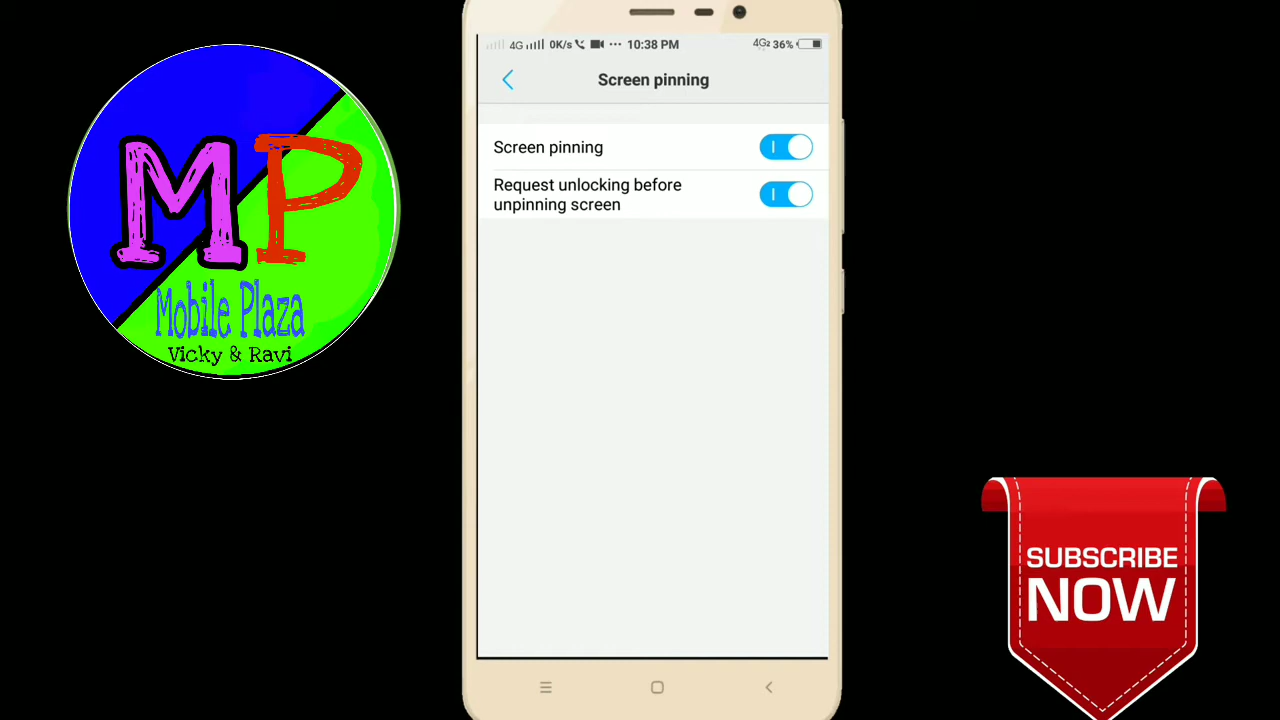 4G 0K/s ··· 10:38 PM 4G2 36%
Screen pinning
Screen pinning
Request unlocking before
unpinning screen
MP
Mobile Plaza
Vicky & Ravi
SUBSCRIBE
NOW